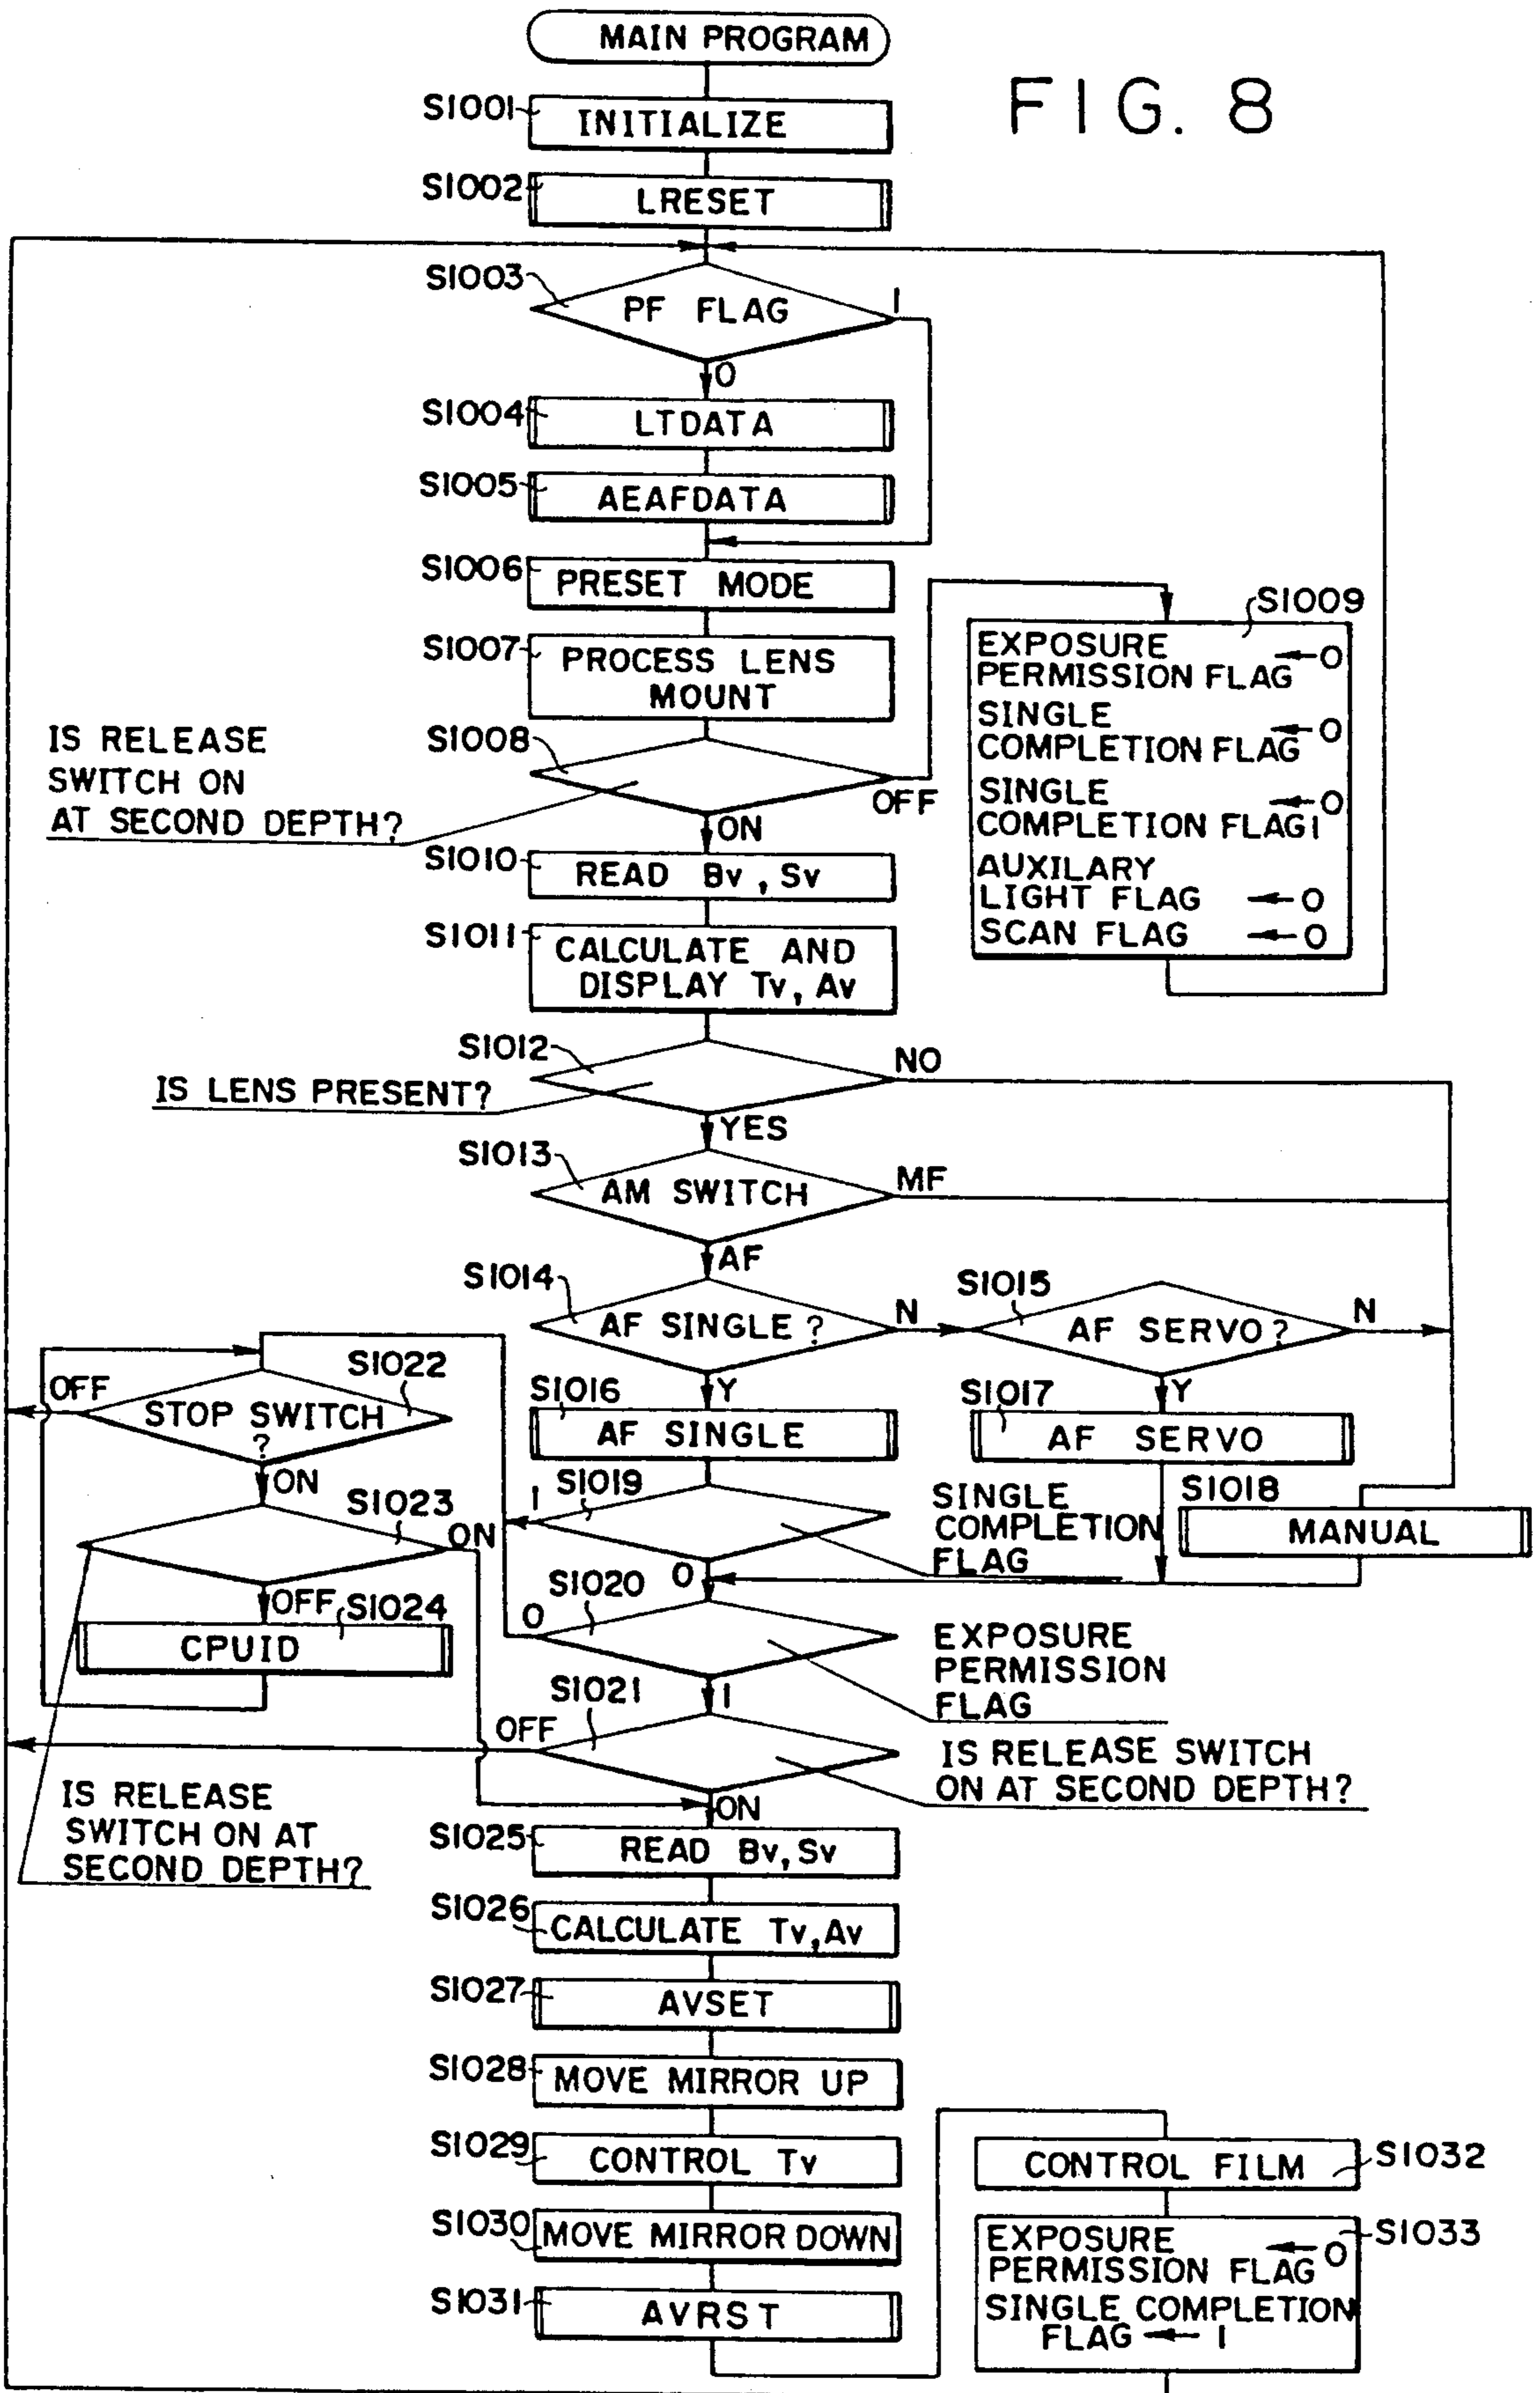 MAIN PROGRAM
FIG. 8
S1001
INITIALIZE
S1002
LRESET
S1003
PF FLAG
1
0
S1004
LTDATA
S1005
AEAFDATA
S1006
PRESET MODE
S1007
PROCESS LENS
MOUNT
S1009
EXPOSURE
PERMISSION FLAG ← 0
SINGLE
COMPLETION FLAG ← 0
SINGLE
COMPLETION FLAG1 ← 0
AUXILARY
LIGHT FLAG ← 0
SCAN FLAG ← 0
IS RELEASE
SWITCH ON
AT SECOND DEPTH?
S1008
OFF
ON
S1010
READ Bv, Sv
S1011
CALCULATE AND
DISPLAY Tv, Av
S1012
NO
IS LENS PRESENT?
YES
S1013
AM SWITCH
MF
AF
S1014
AF SINGLE?
N
S1015
AF SERVO?
N
S1022
OFF
STOP SWITCH
?
ON
Y
S1016
AF SINGLE
Y
S1017
AF SERVO
S1018
MANUAL
S1019
1
SINGLE
COMPLETION
FLAG
0
S1023
ON
OFF
S1024
CPUID
S1020
0
EXPOSURE
PERMISSION
FLAG
1
S1021
OFF
IS RELEASE SWITCH
ON AT SECOND DEPTH?
ON
IS RELEASE
SWITCH ON AT
SECOND DEPTH?
S1025
READ Bv, Sv
S1026
CALCULATE Tv, Av
S1027
AVSET
S1028
MOVE MIRROR UP
S1029
CONTROL Tv
S1030
MOVE MIRROR DOWN
S1031
AVRST
CONTROL FILM
S1032
S1033
EXPOSURE
PERMISSION FLAG ← 0
SINGLE COMPLETION
FLAG ← 1